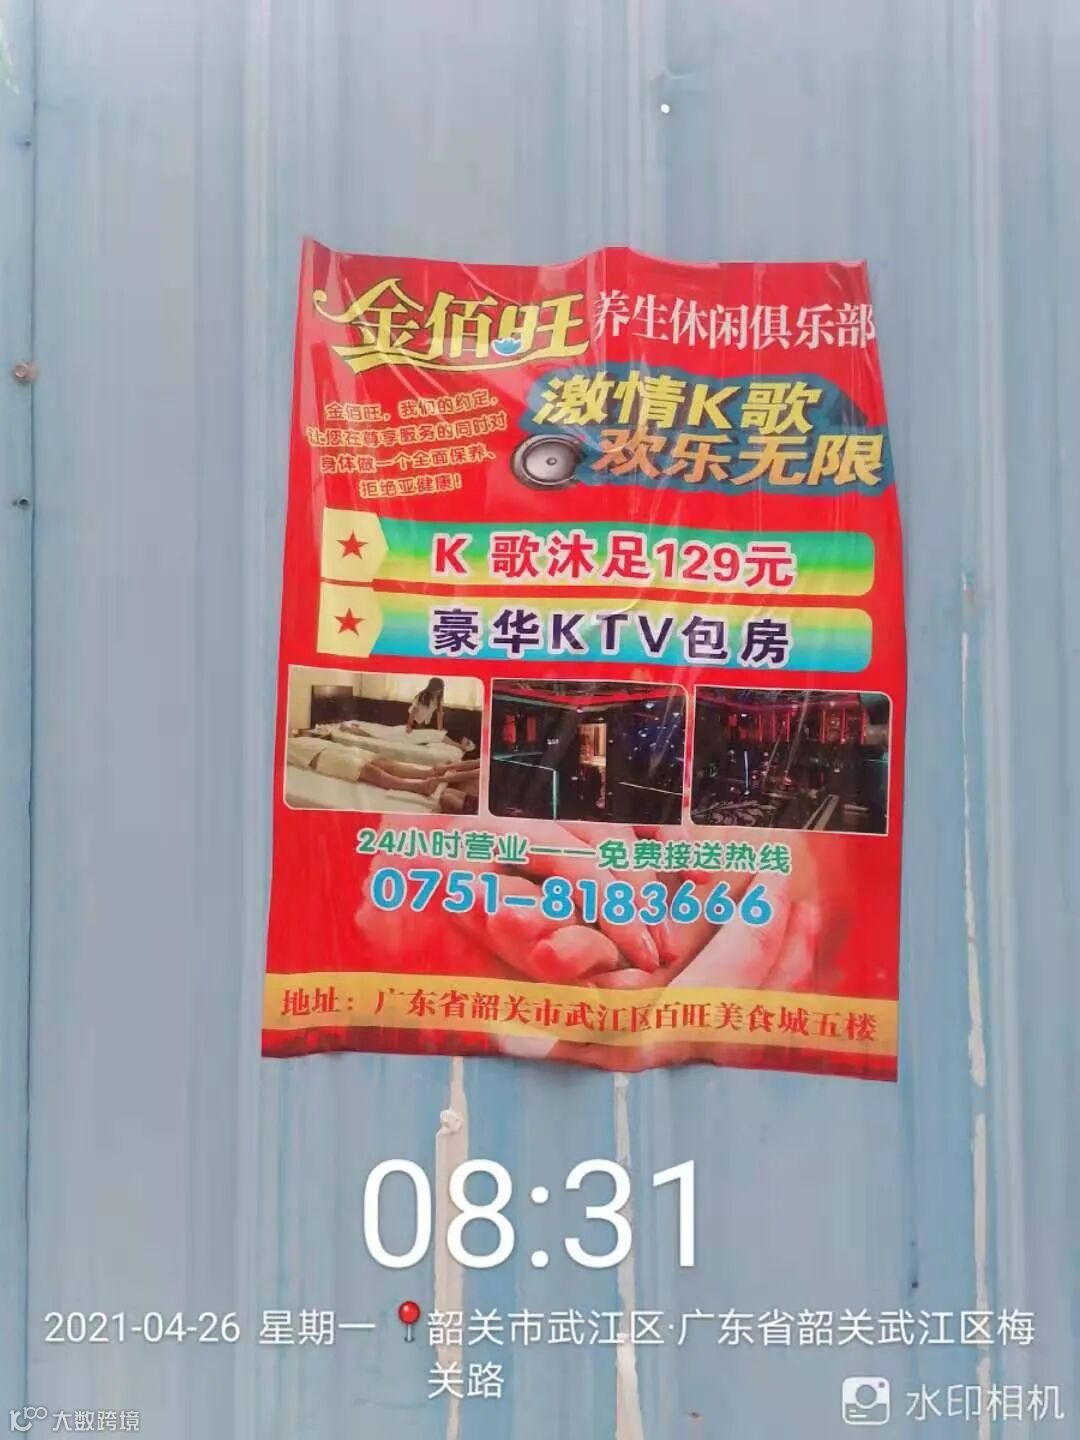 金佰旺 养生休闲俱乐部
激情K歌
欢乐无限
金佰旺，我们的约定，
让您在尊享服务的同时对
身体做一个全面保养、
拒绝亚健康！
K 歌沐足129元
豪华KTV包房
24小时营业——免费接送热线
0751-8183666
地址：广东省韶关市武江区百旺美食城五楼
08:31
2021-04-26 星期一 韶关市武江区·广东省韶关武江区梅
关路
水印相机
大数跨境